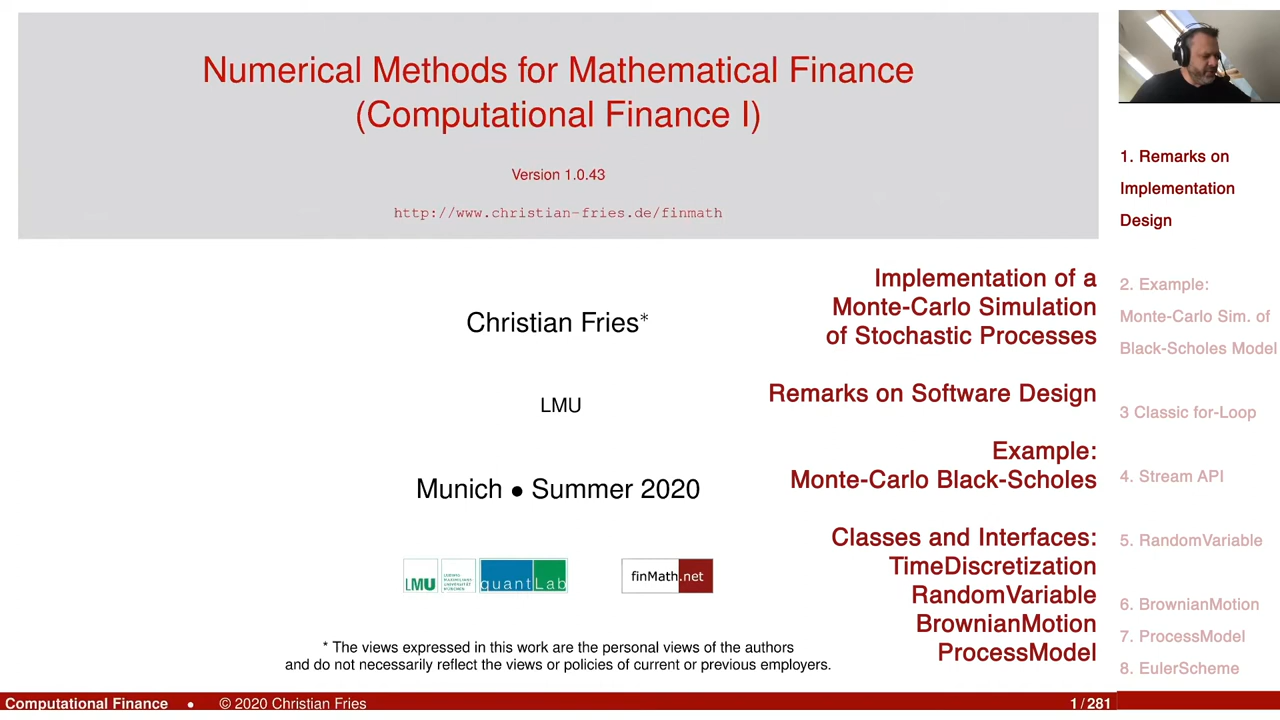 Numerical Methods for Mathematical Finance
(Computational Finance I)
Version 1.0.43
http://www.christian-fries.de/finmath
Christian Fries*
LMU
Munich • Summer 2020
LMU
quantLab
finMath.net
* The views expressed in this work are the personal views of the authors
and do not necessarily reflect the views or policies of current or previous employers.
Implementation of a
Monte-Carlo Simulation
of Stochastic Processes
Remarks on Software Design
Example:
Monte-Carlo Black-Scholes
Classes and Interfaces:
TimeDiscretization
RandomVariable
BrownianMotion
ProcessModel
1. Remarks on
Implementation
Design
2. Example:
Monte-Carlo Sim. of
Black-Scholes Model
3 Classic for-Loop
4. Stream API
5. RandomVariable
6. BrownianMotion
7. ProcessModel
8. EulerScheme
Computational Finance • © 2020 Christian Fries 1 / 281